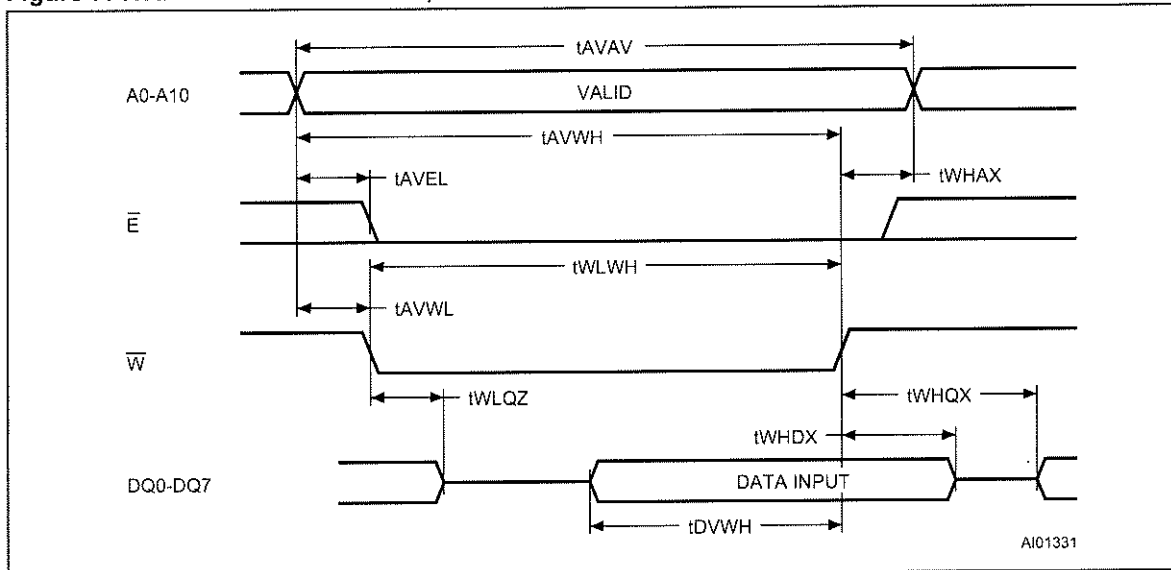 tAVAV
A0-A10
VALID
tAVWH
tAVEL
tWHAX
E
tWLWH
tAVWL
W
tWLQZ
tWHQX
tWHDX
DQ0-DQ7
DATA INPUT
tDVWH
AI01331